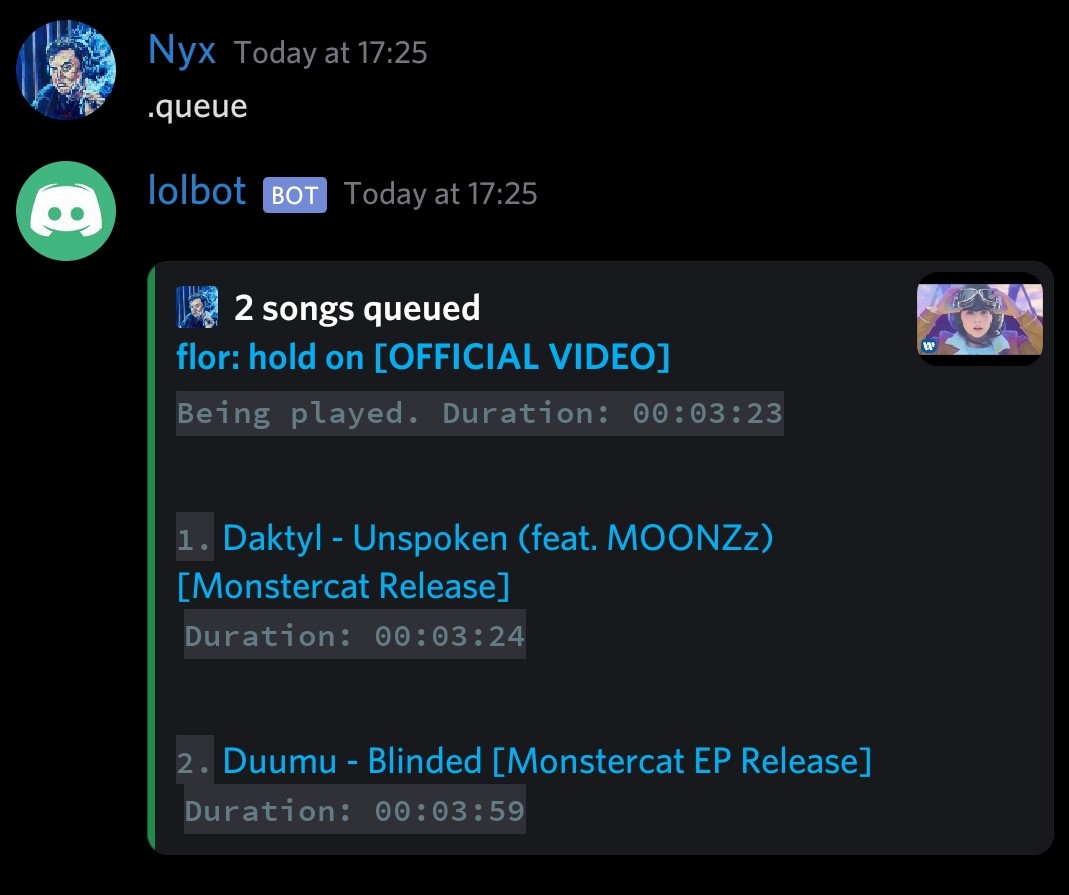 Nyx Today at 17:25
.queue
lolbot BOT Today at 17:25
2 songs queued
flor: hold on [OFFICIAL VIDEO]
Being played. Duration: 00:03:23
1. Daktyl - Unspoken (feat. MOONZz)
[Monstercat Release]
Duration: 00:03:24
2. Duumu - Blinded [Monstercat EP Release]
Duration: 00:03:59